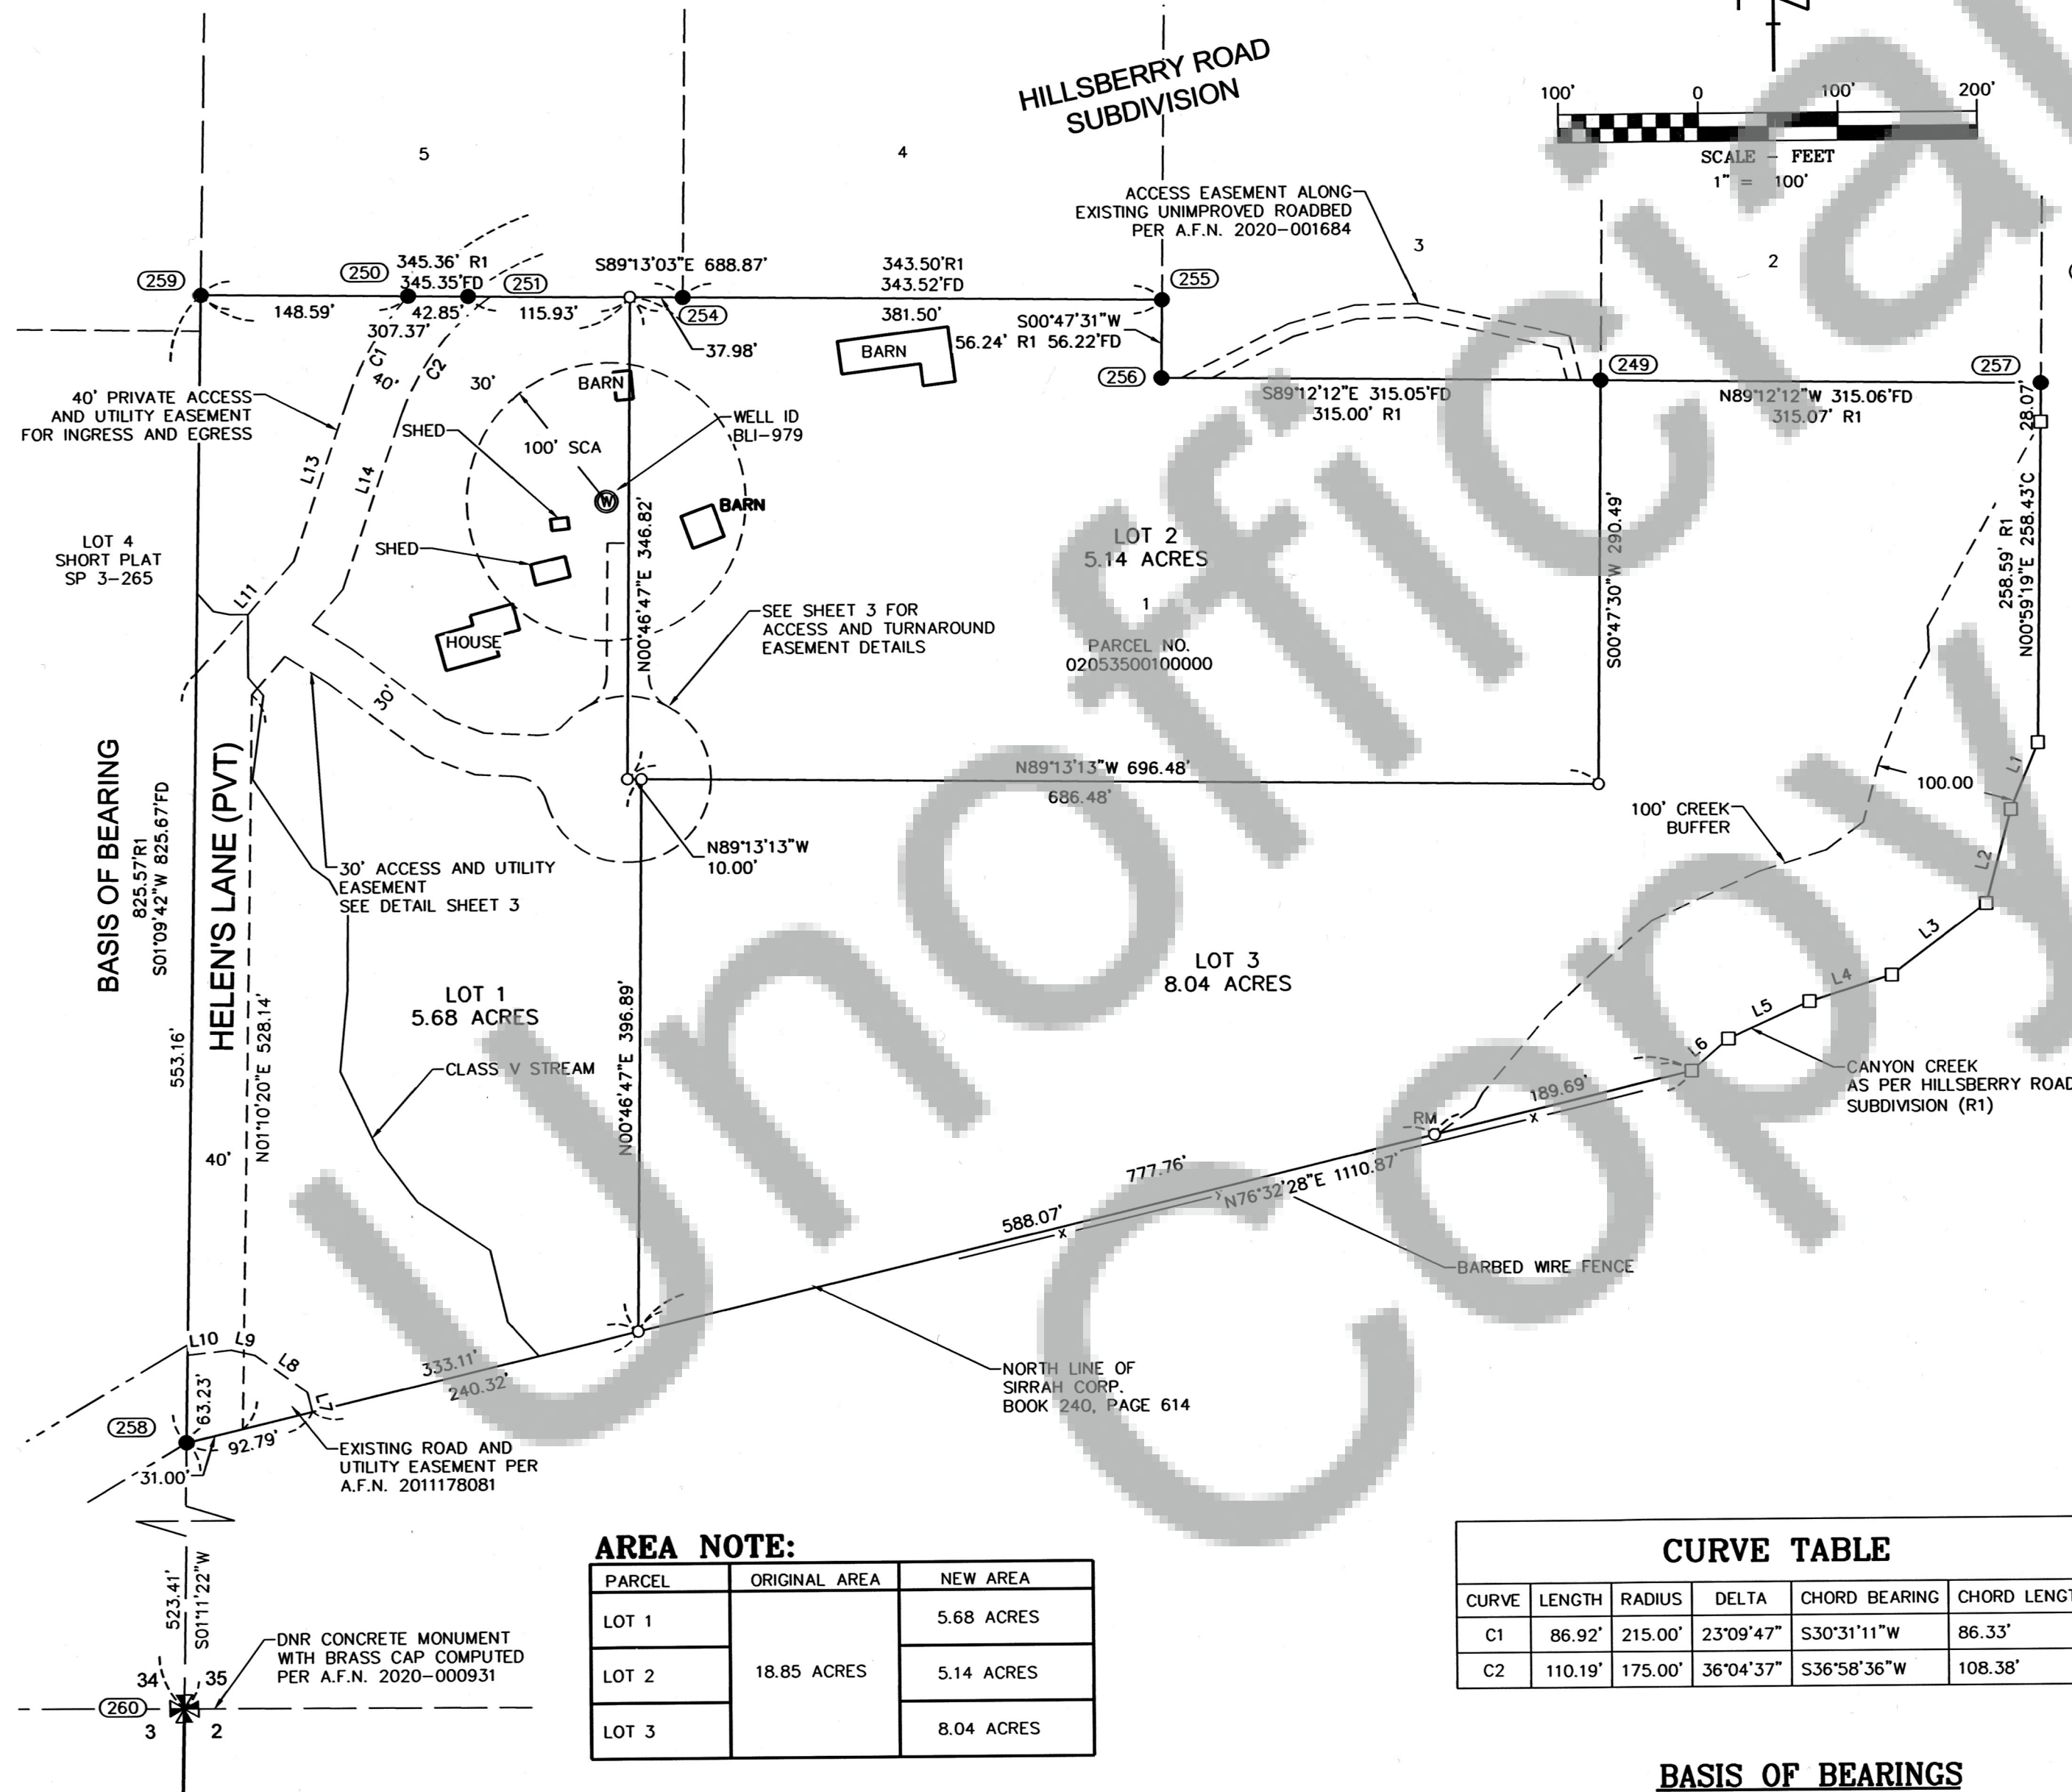 HILLSBERRY ROAD
SUBDIVISION
100' 0 100' 200'
SCALE - FEET
1" = 100'
5
4
3
2
ACCESS EASEMENT ALONG
EXISTING UNIMPROVED ROADBED
PER A.F.N. 2020-001684
259
250
345.36' R1
345.35'FD
251
S89°13'03"E 688.87'
343.50'R1
343.52'FD
255
148.59'
42.85'
115.93'
254
381.50'
307.37'
37.98'
S00°47'31"W
56.24' R1 56.22'FD
256
249
257
S89°12'12"E 315.05'FD
315.00' R1
N89°12'12"W 315.06'FD
315.07' R1
28.07'
C1
C2
40'
30'
BARN
BARN
40' PRIVATE ACCESS
AND UTILITY EASEMENT
FOR INGRESS AND EGRESS
SHED
100' SCA
WELL ID
BLI-979
W
L13
L14
BARN
SHED
LOT 4
SHORT PLAT
SP 3-265
L11
HOUSE
N00°46'47"E 346.82'
LOT 2
5.14 ACRES
1
PARCEL NO.
02053500100000
SEE SHEET 3 FOR
ACCESS AND TURNAROUND
EASEMENT DETAILS
S00°47'30"W 290.49'
258.59' R1
N00°59'19"E 258.43'C
30'
N89°13'13"W 696.48'
686.48'
N89°13'13"W
10.00'
100' CREEK
BUFFER
100.00
L1
L2
L3
L4
L5
L6
BASIS OF BEARING
825.57'R1
S01°09'42"W 825.67'FD
HELEN'S LANE (PVT)
30' ACCESS AND UTILITY
EASEMENT
SEE DETAIL SHEET 3
LOT 1
5.68 ACRES
LOT 3
8.04 ACRES
553.16'
N01°10'20"E 528.14'
40'
CLASS V STREAM
N00°46'47"E 396.89'
CANYON CREEK
AS PER HILLSBERRY ROAD
SUBDIVISION (R1)
RM
189.69'
777.76'
N76°32'28"E 1110.87'
588.07'
BARBED WIRE FENCE
L10 L9
L8
L7
333.11'
240.32'
63.23'
258
92.79'
31.00'
NORTH LINE OF
SIRRAH CORP.
BOOK 240, PAGE 614
EXISTING ROAD AND
UTILITY EASEMENT PER
A.F.N. 2011178081
523.41'
S01°11'22"W
DNR CONCRETE MONUMENT
WITH BRASS CAP COMPUTED
PER A.F.N. 2020-000931
34 35
260
3 2
AREA NOTE:
PARCEL ORIGINAL AREA NEW AREA
LOT 1 5.68 ACRES
LOT 2 18.85 ACRES 5.14 ACRES
LOT 3 8.04 ACRES
CURVE TABLE
CURVE LENGTH RADIUS DELTA CHORD BEARING CHORD LENGT
C1 86.92' 215.00' 23°09'47" S30°31'11"W 86.33'
C2 110.19' 175.00' 36°04'37" S36°58'36"W 108.38'
BASIS OF BEARINGS
Unofficial
Copy